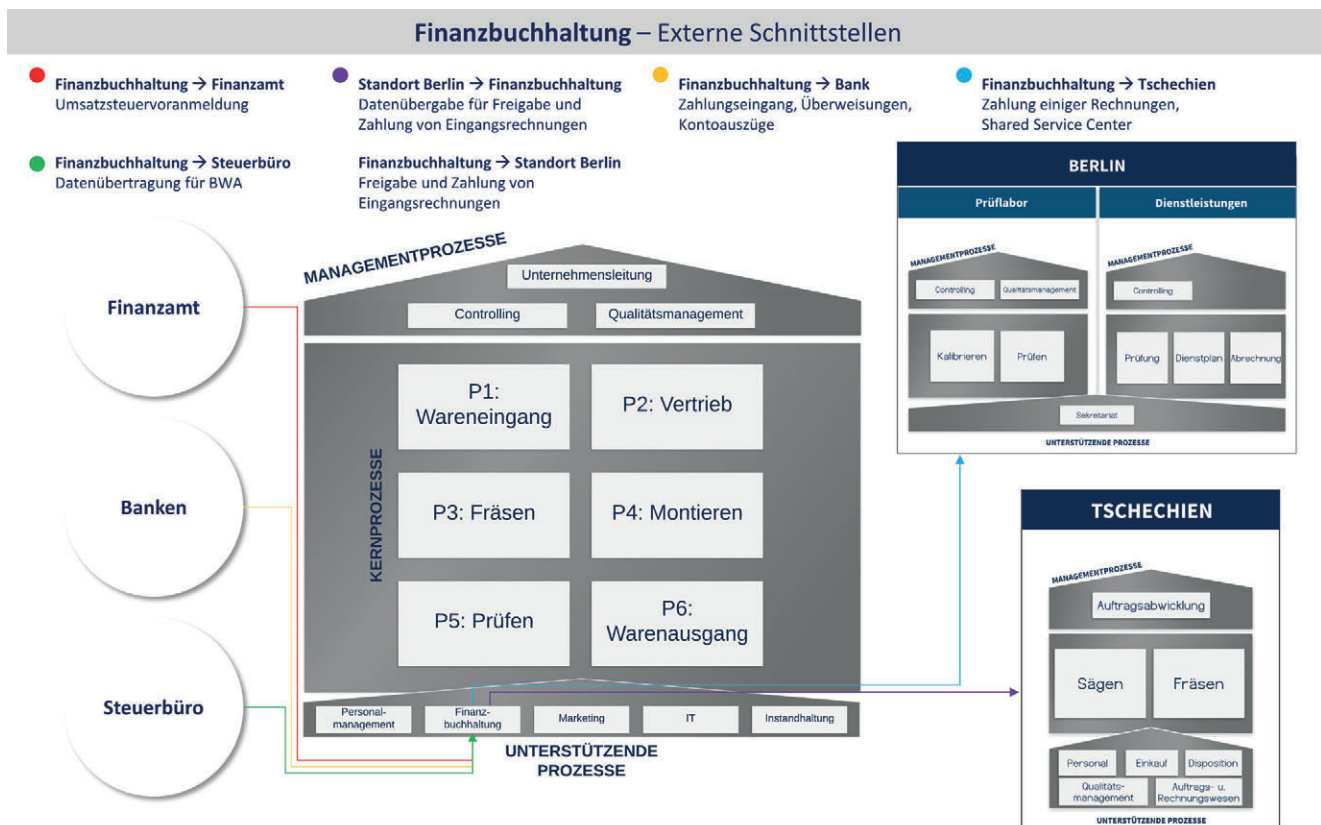 Finanzbuchhaltung – Externe Schnittstellen
Finanzbuchhaltung → Finanzamt
Umsatzsteuervoranmeldung
Standort Berlin → Finanzbuchhaltung
Datenübergabe für Freigabe und
Zahlung von Eingangsrechnungen
Finanzbuchhaltung → Bank
Zahlungseingang, Überweisungen,
Kontoauszüge
Finanzbuchhaltung → Tschechien
Zahlung einiger Rechnungen,
Shared Service Center
Finanzbuchhaltung → Steuerbüro
Datenübertragung für BWA
Finanzbuchhaltung → Standort Berlin
Freigabe und Zahlung von
Eingangsrechnungen
Finanzamt
Banken
Steuerbüro
MANAGEMENTPROZESSE
Unternehmensleitung
Controlling
Qualitätsmanagement
KERNPROZESSE
P1:
Wareneingang
P2: Vertrieb
P3: Fräsen
P4: Montieren
P5: Prüfen
P6:
Warenausgang
Personal-
management
Finanz-
buchhaltung
Marketing
IT
Instandhaltung
UNTERSTÜTZENDE
PROZESSE
BERLIN
Prüflabor
Dienstleistungen
MANAGEMENTPROZESSE
Controlling
Qualitätsmanagement
Kalibrieren
Prüfen
MANAGEMENTPROZESSE
Controlling
Prüfung
Dienstplan
Abrechnung
Sekretariat
UNTERSTÜTZENDE PROZESSE
TSCHECHIEN
MANAGEMENTPROZESSE
Auftragsabwicklung
Sägen
Fräsen
Personal
Einkauf
Disposition
Qualitäts-
management
Auftrags- u.
Rechnungswesen
UNTERSTÜTZENDE PROZESSE